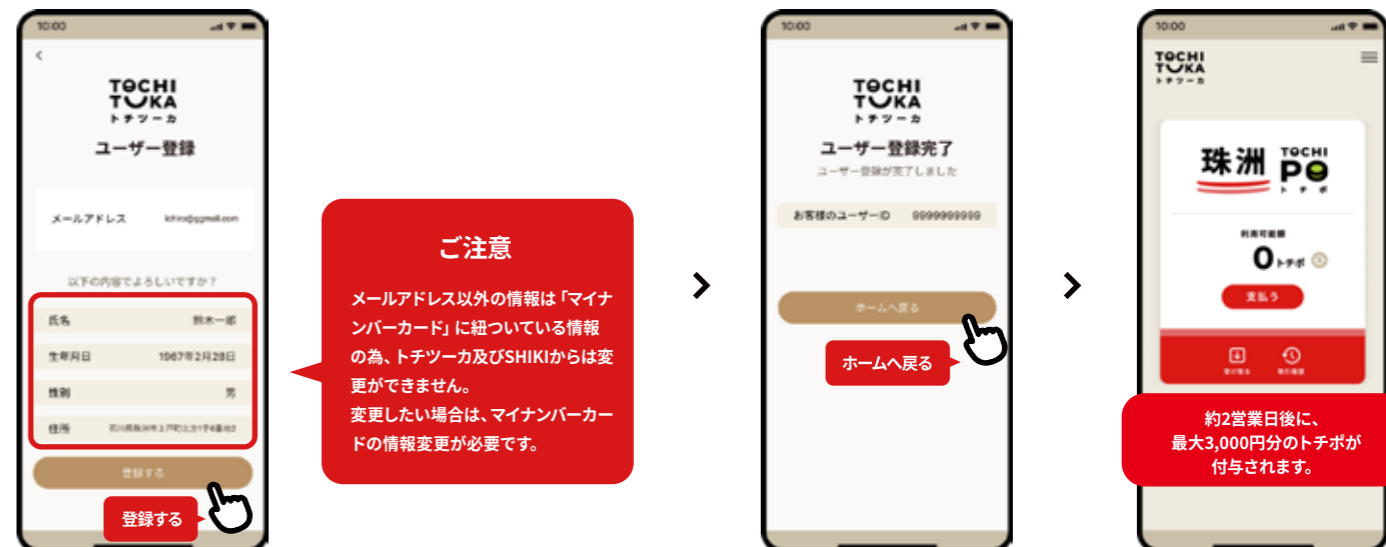 10:00
TOCHI
TUKA
トチツーカ
ユーザー登録
メールアドレス
以下の内容でよろしいですか？
氏名 鈴木一郎
生年月日 1967年2月28日
性別 男
住所
登録する
登録する
ご注意
メールアドレス以外の情報は「マイナ
ンバーカード」に紐ついている情報
の為、トチツーカ及びSHIKIからは変
更ができません。
変更したい場合は、マイナンバーカー
ドの情報変更が必要です。
10:00
TOCHI
TUKA
トチツーカ
ユーザー登録完了
ユーザー登録が完了しました
お客様のユーザーID 9999999999
ホームへ戻る
ホームへ戻る
10:00
TOCHI
TUKA
トチツーカ
珠洲 TOCHI
PO
トチポ
利用可能額
0トチポ
支払う
受け取る 取引履歴
約2営業日後に、
最大3,000円分のトチポが
付与されます。